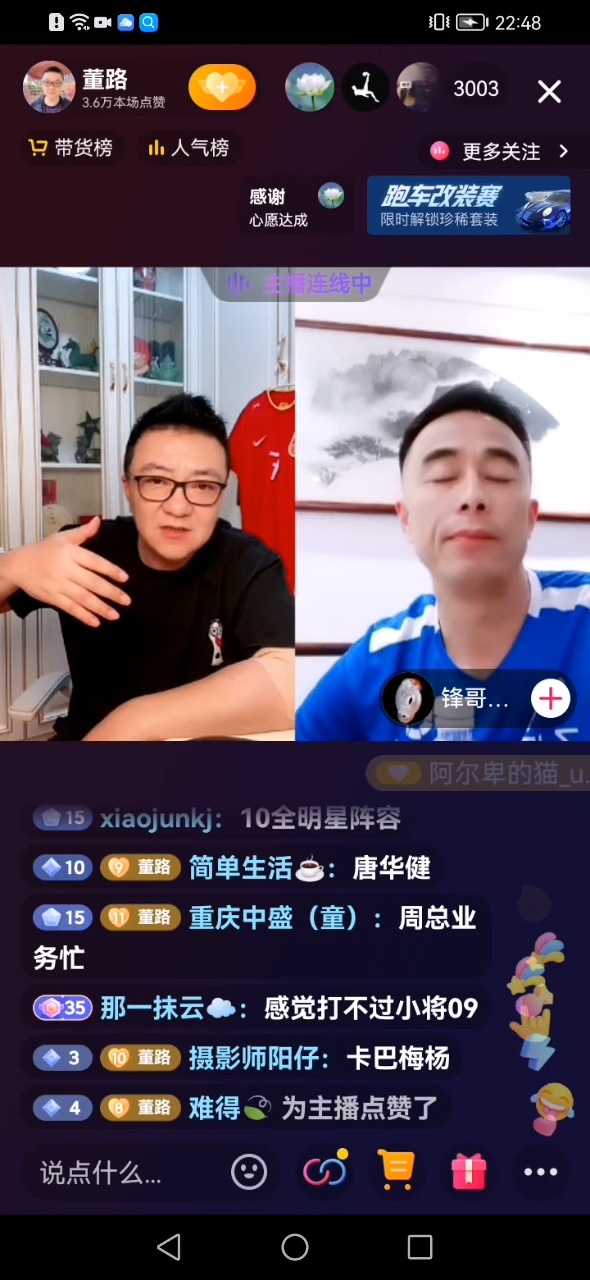 22:48
董路
3.6万本场点赞
3003
带货榜
人气榜
更多关注
感谢
心愿达成
跑车改装赛
限时解锁珍稀套装
主播连线中
锋哥...
阿尔卑的猫_u.
15 xiaojunkj： 10全明星阵容
10 9 董路 简单生活☕： 唐华健
15 11 董路 重庆中盛（童）：周总业
务忙
35 那一抹云☁️：感觉打不过小将09
3 10 董路 摄影师阳仔：卡巴梅杨
4 8 董路 难得 为主播点赞了
说点什么...